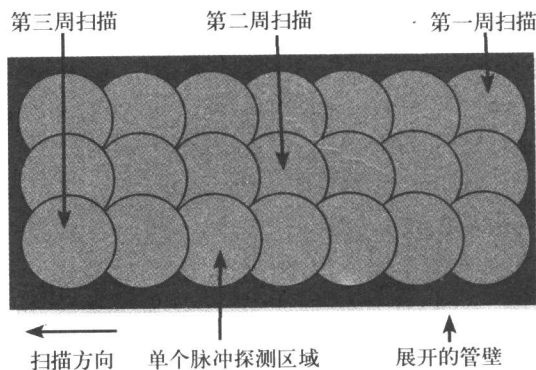 第三周扫描
第二周扫描
第一周扫描
扫描方向
单个脉冲探测区域
展开的管壁